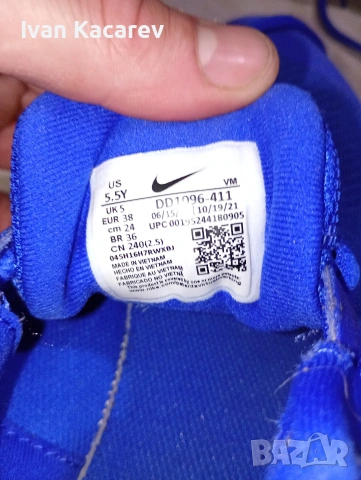 Ivan Kacarev
US
5.5Y
VM
UK 5
DD1096-411
EUR 38
06/15/
10/19/21
cm 24
UPC 00195244180905
BR 36
CN 240(2.5)
045H16H7RWXBJ
MADE IN VIETNAM
HECHO EN VIETNAM
FABRIQUÉ AU VIETNAM
BAZAR